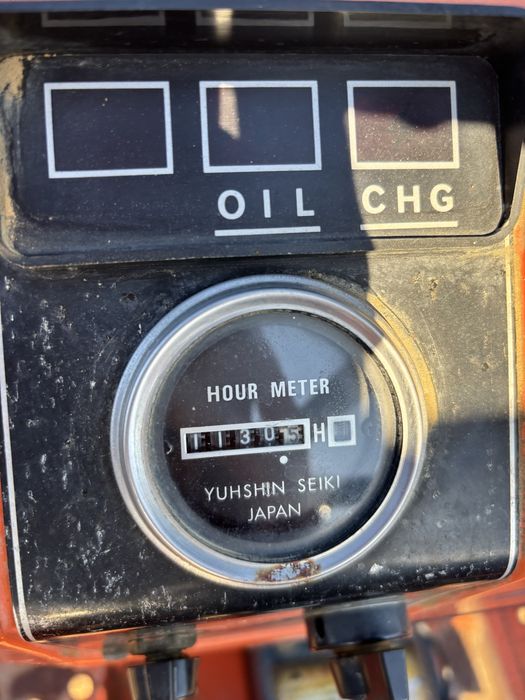 OIL CHG
HOUR METER
11305 H
YUHSHIN SEIKI
JAPAN